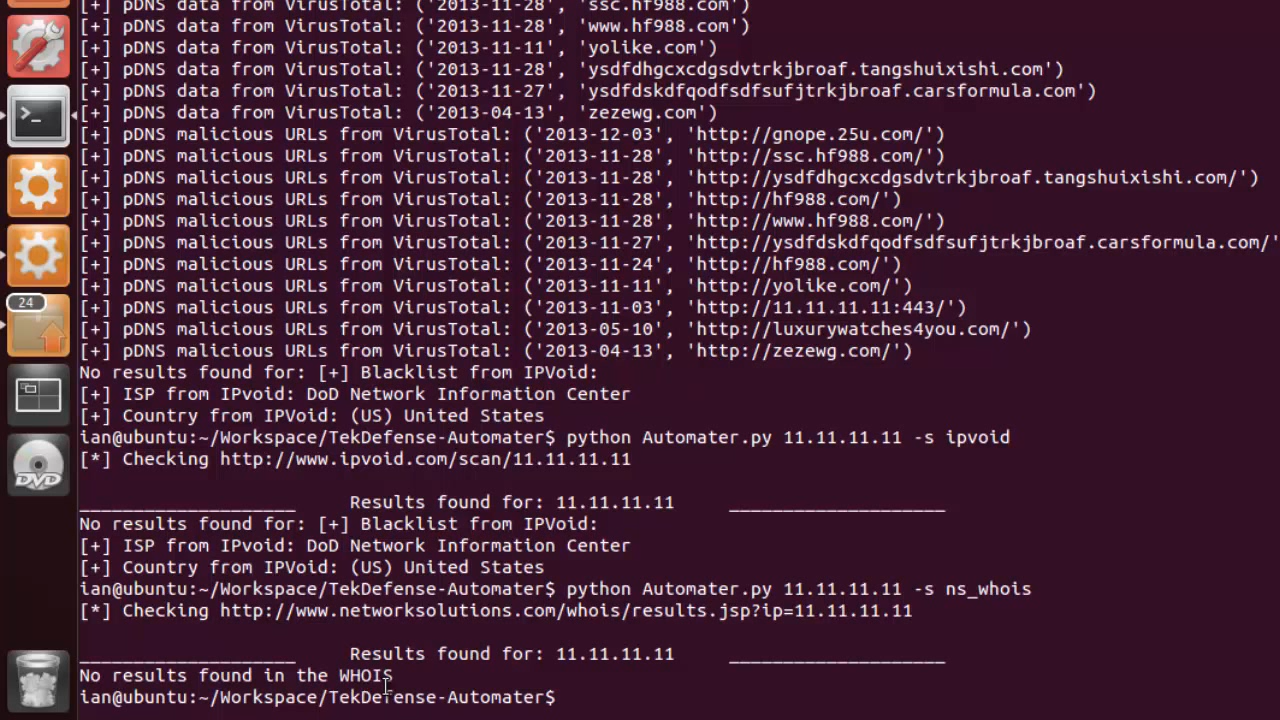 [+] pDNS data from VirusTotal: ('2013-11-28', 'ssc.hf988.com')
[+] pDNS data from VirusTotal: ('2013-11-28', 'www.hf988.com')
[+] pDNS data from VirusTotal: ('2013-11-11', 'yolike.com')
[+] pDNS data from VirusTotal: ('2013-11-28', 'ysdfdhgcxcdgsdvtrkjbroaf.tangshuixishi.com')
[+] pDNS data from VirusTotal: ('2013-11-27', 'ysdfdskdfqodfsdfsufjtrkjbroaf.carsformula.com')
[+] pDNS data from VirusTotal: ('2013-04-13', 'zezewg.com')
[+] pDNS malicious URLs from VirusTotal: ('2013-12-03', 'http://gnope.25u.com/')
[+] pDNS malicious URLs from VirusTotal: ('2013-11-28', 'http://ssc.hf988.com/')
[+] pDNS malicious URLs from VirusTotal: ('2013-11-28', 'http://ysdfdhgcxcdgsdvtrkjbroaf.tangshuixishi.com/')
[+] pDNS malicious URLs from VirusTotal: ('2013-11-28', 'http://hf988.com/')
[+] pDNS malicious URLs from VirusTotal: ('2013-11-28', 'http://www.hf988.com/')
[+] pDNS malicious URLs from VirusTotal: ('2013-11-27', 'http://ysdfdskdfqodfsdfsufjtrkjbroaf.carsformula.com/'
[+] pDNS malicious URLs from VirusTotal: ('2013-11-24', 'http://hf988.com/')
[+] pDNS malicious URLs from VirusTotal: ('2013-11-11', 'http://yolike.com/')
[+] pDNS malicious URLs from VirusTotal: ('2013-11-03', 'http://11.11.11.11:443/')
[+] pDNS malicious URLs from VirusTotal: ('2013-05-10', 'http://luxurywatches4you.com/')
[+] pDNS malicious URLs from VirusTotal: ('2013-04-13', 'http://zezewg.com/')
No results found for: [+] Blacklist from IPVoid:
[+] ISP from IPvoid: DoD Network Information Center
[+] Country from IPVoid: (US) United States
ian@ubuntu:~/Workspace/TekDefense-Automater$ python Automater.py 11.11.11.11 -s ipvoid
[*] Checking http://www.ipvoid.com/scan/11.11.11.11
____________________ Results found for: 11.11.11.11 ____________________
No results found for: [+] Blacklist from IPVoid:
[+] ISP from IPvoid: DoD Network Information Center
[+] Country from IPVoid: (US) United States
ian@ubuntu:~/Workspace/TekDefense-Automater$ python Automater.py 11.11.11.11 -s ns_whois
[*] Checking http://www.networksolutions.com/whois/results.jsp?ip=11.11.11.11
____________________ Results found for: 11.11.11.11 ____________________
No results found in the WHOIS
ian@ubuntu:~/Workspace/TekDefense-Automater$
24
DVD